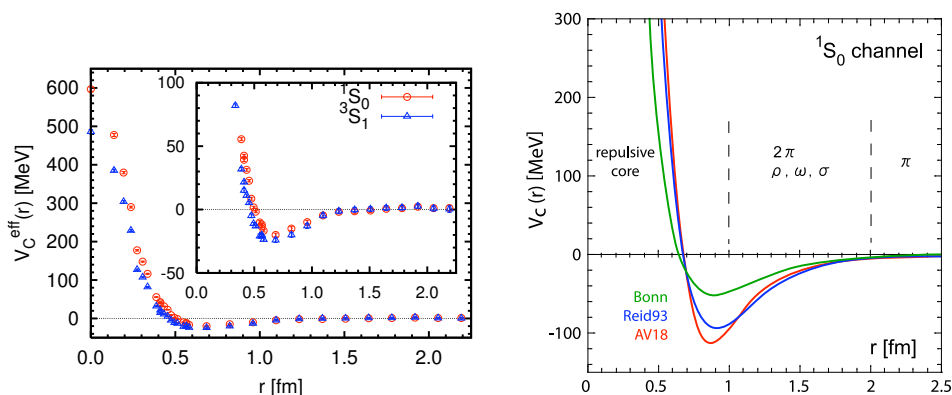 600
500
400
300
200
100
0
V_C^eff(r) [MeV]
0.0 0.5 1.0 1.5 2.0
r [fm]
100
50
0
-50
0.0 0.5 1.0 1.5 2.0
¹S₀
³S₁
300
200
100
0
-100
V_C(r) [MeV]
¹S₀ channel
repulsive
core
2π
ρ, ω, σ
π
Bonn
Reid93
AV18
r [fm]
0 0.5 1 1.5 2 2.5